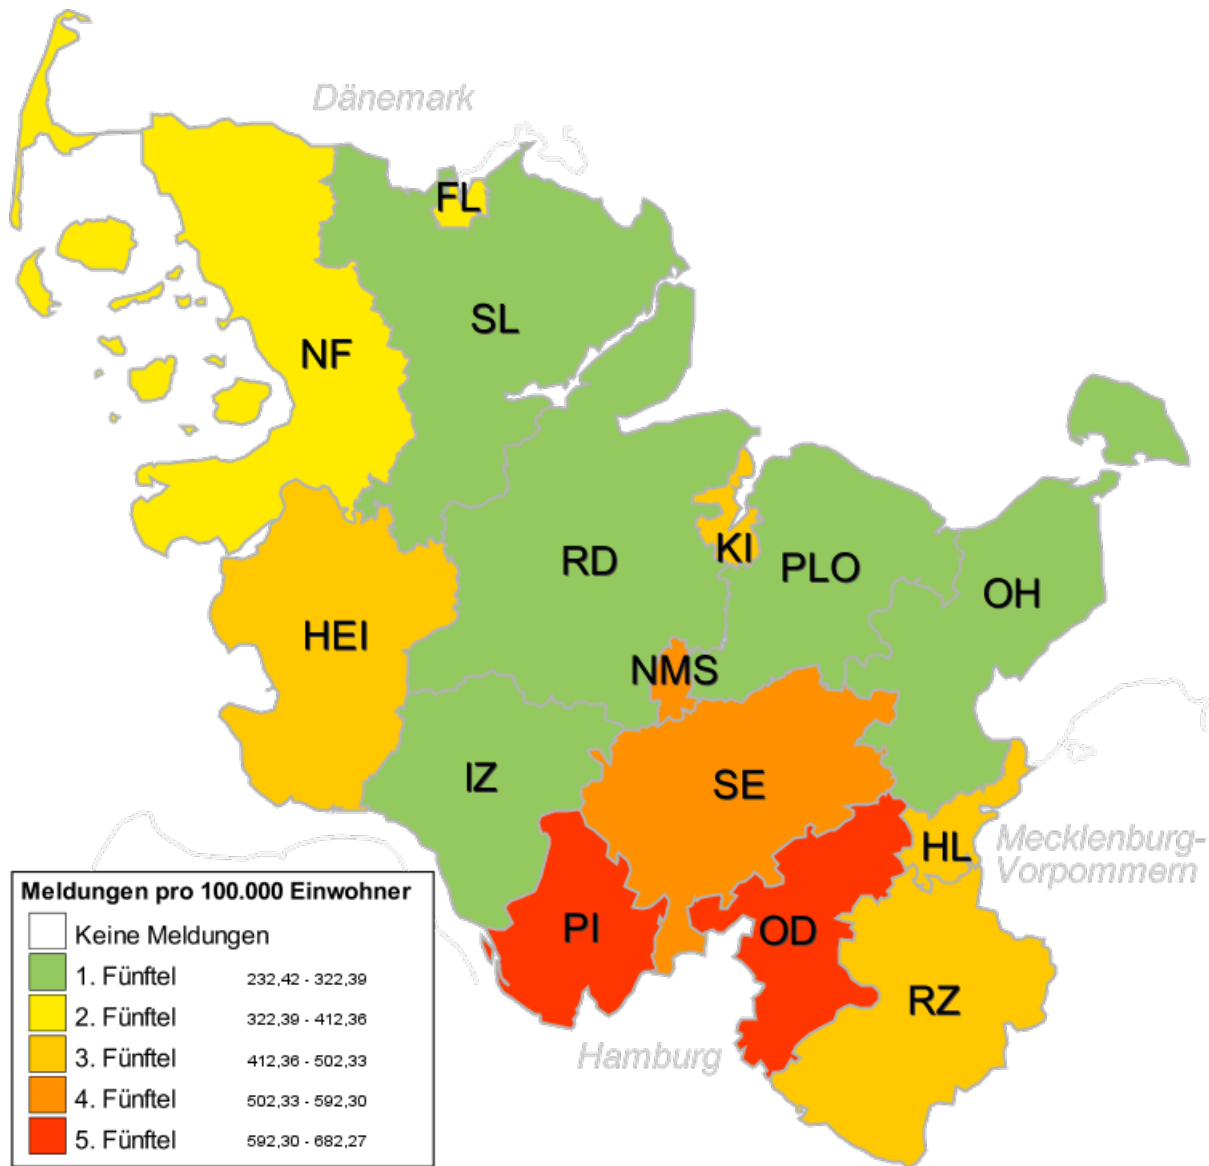 Dänemark
FL
SL
NF
RD
KI
PLO
OH
HEI
NMS
IZ
SE
HL
Mecklenburg-
Vorpommern
PI
OD
RZ
Hamburg
Meldungen pro 100.000 Einwohner
Keine Meldungen
1. Fünftel 232,42 - 322,39
2. Fünftel 322,39 - 412,36
3. Fünftel 412,36 - 502,33
4. Fünftel 502,33 - 592,30
5. Fünftel 592,30 - 682,27